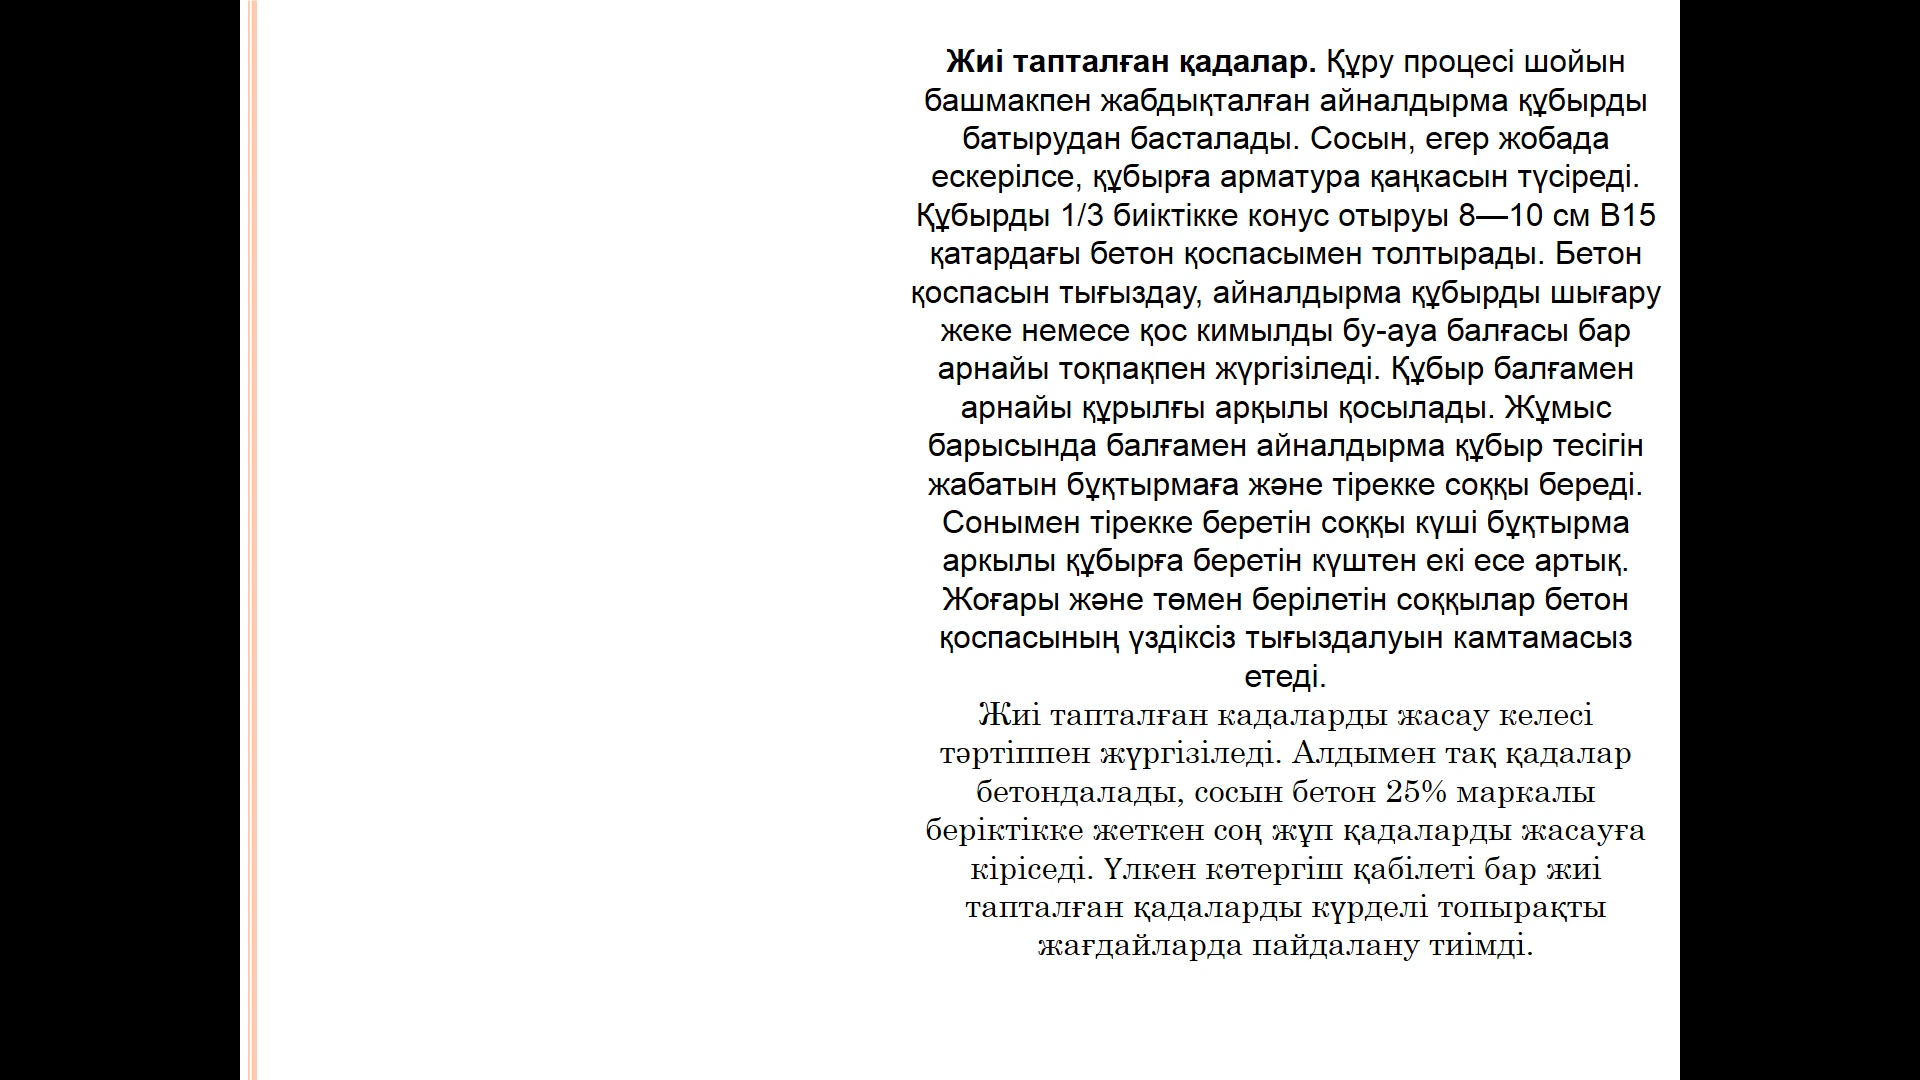 Жиі тапталған қадалар. Құру процесі шойын
башмакпен жабдықталған айналдырма құбырды
батырудан басталады. Сосын, егер жобада
ескерілсе, құбырға арматура қаңкасын түсіреді.
Құбырды 1/3 биіктікке конус отыруы 8—10 см В15
қатардағы бетон қоспасымен толтырады. Бетон
қоспасын тығыздау, айналдырма құбырды шығару
жеке немесе қос кимылды бу-ауа балғасы бар
арнайы тоқпақпен жүргізіледі. Құбыр балғамен
арнайы құрылғы арқылы қосылады. Жұмыс
барысында балғамен айналдырма құбыр тесігін
жабатын бұқтырмаға және тірекке соққы береді.
Сонымен тірекке беретін соққы күші бұқтырма
аркылы құбырға беретін күштен екі есе артық.
Жоғары және төмен берілетін соққылар бетон
қоспасының үздіксіз тығыздалуын камтамасыз
етеді.
Жиі тапталған кадаларды жасау келесі
тәртіппен жүргізіледі. Алдымен тақ қадалар
бетондалады, сосын бетон 25% маркалы
беріктікке жеткен соң жұп қадаларды жасауға
кіріседі. Үлкен көтергіш қабілеті бар жиі
тапталған қадаларды күрделі топырақты
жағдайларда пайдалану тиімді.